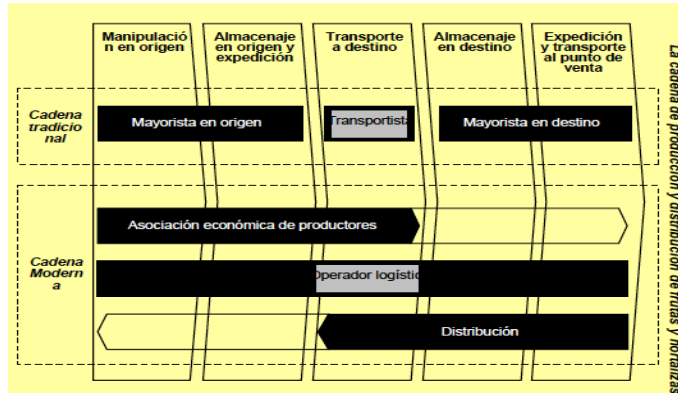 Manipulació
n en origen
Almacenaje
en origen y
expedición
Transporte
a destino
Almacenaje
en destino
Expedición
y transporte
al punto de
venta
Cadena
tradicio
nal
Mayorista en origen
Transportista
Mayorista en destino
Asociación económica de productores
Cadena
Modern
a
Operador logístic
Distribución
La cadena de producción y distribución de frutas y hortalizas